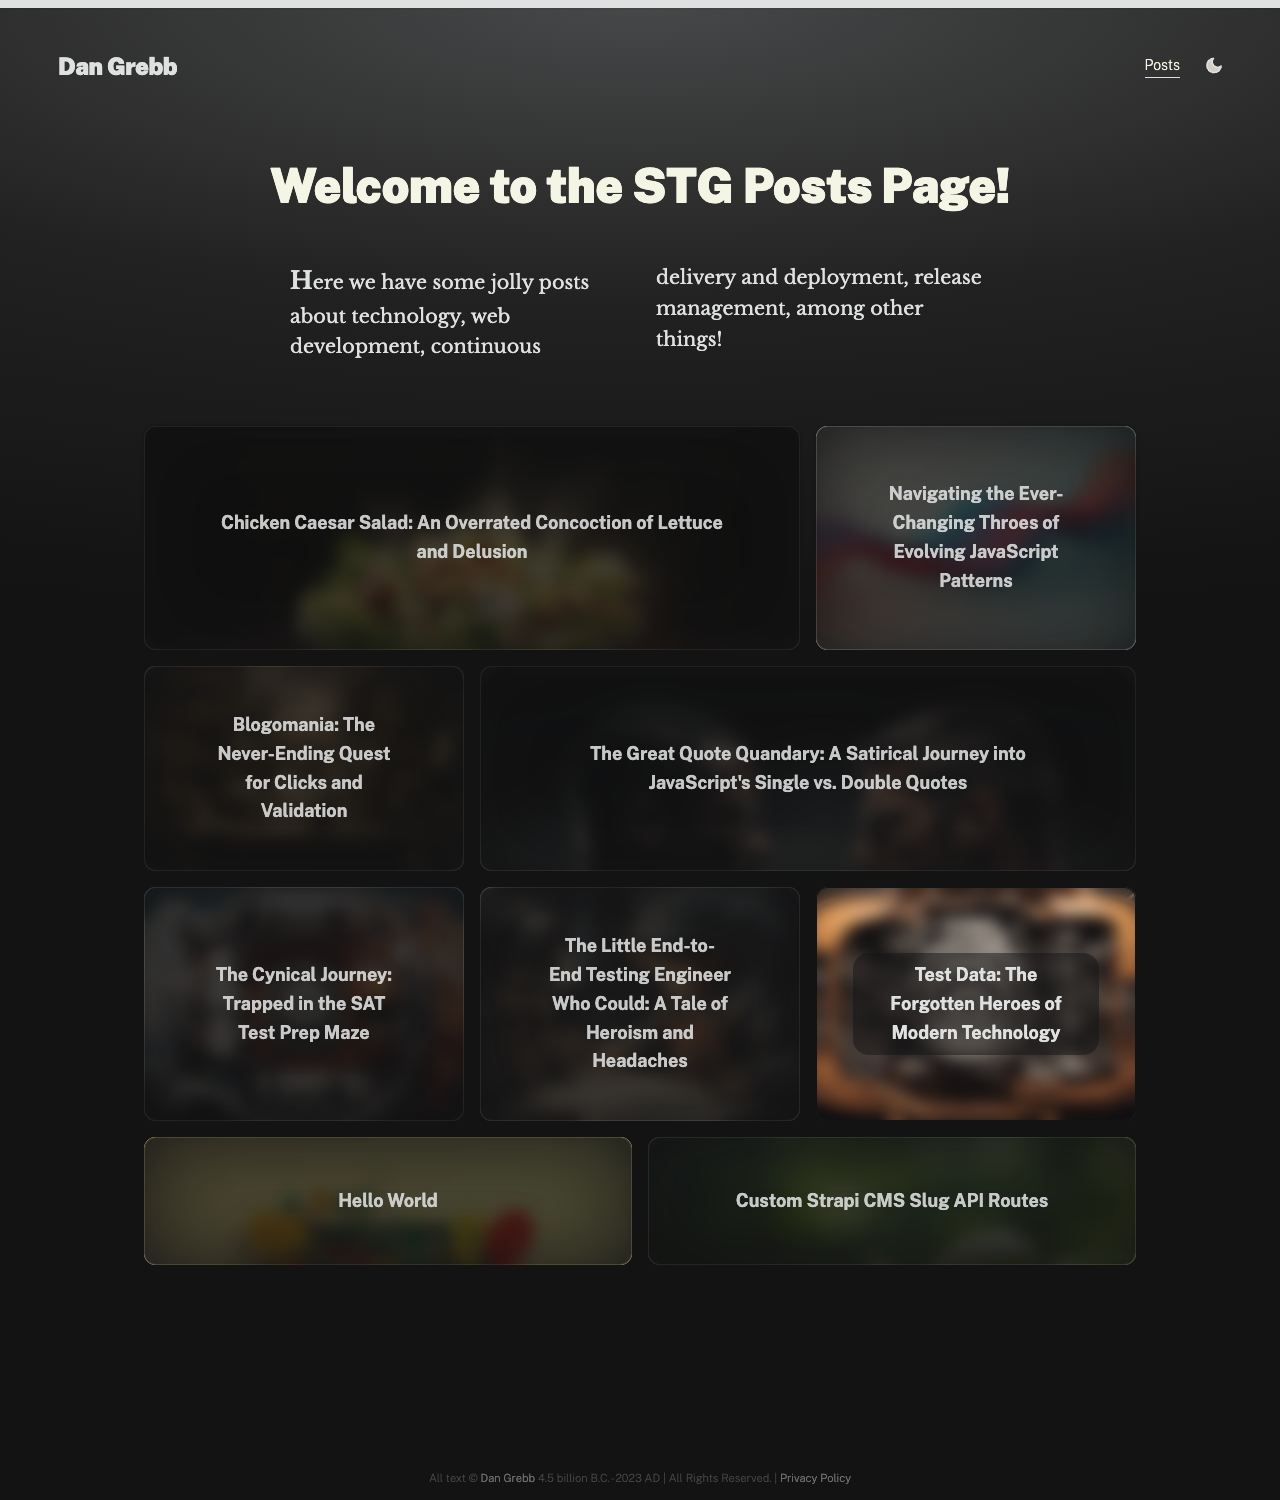 Dan Grebb
Posts
Welcome to the STG Posts Page!
Here we have some jolly posts
about technology, web
development, continuous
delivery and deployment, release
management, among other
things!
Chicken Caesar Salad: An Overrated Concoction of Lettuce
and Delusion
Navigating the Ever-
Changing Throes of
Evolving JavaScript
Patterns
Blogomania: The
Never-Ending Quest
for Clicks and
Validation
The Great Quote Quandary: A Satirical Journey into
JavaScript's Single vs. Double Quotes
The Cynical Journey:
Trapped in the SAT
Test Prep Maze
The Little End-to-
End Testing Engineer
Who Could: A Tale of
Heroism and
Headaches
Test Data: The
Forgotten Heroes of
Modern Technology
Hello World
Custom Strapi CMS Slug API Routes
All text © Dan Grebb 4.5 billion B.C.-2023 AD | All Rights Reserved. | Privacy Policy